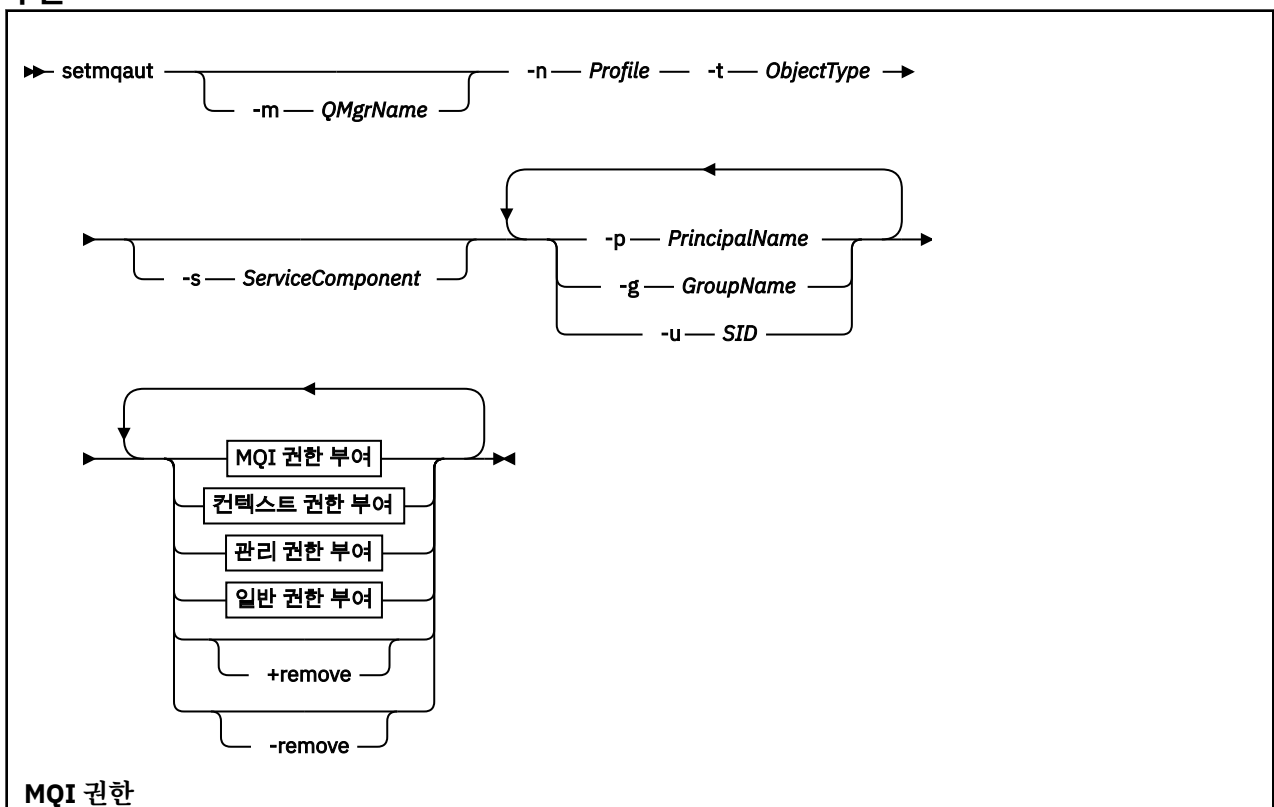 setmqaut -n Profile -t ObjectType
-m QMgrName
-p PrincipalName
-s ServiceComponent
-g GroupName
-u SID
MQI 권한 부여
컨텍스트 권한 부여
관리 권한 부여
일반 권한 부여
+remove
-remove
MQI 권한